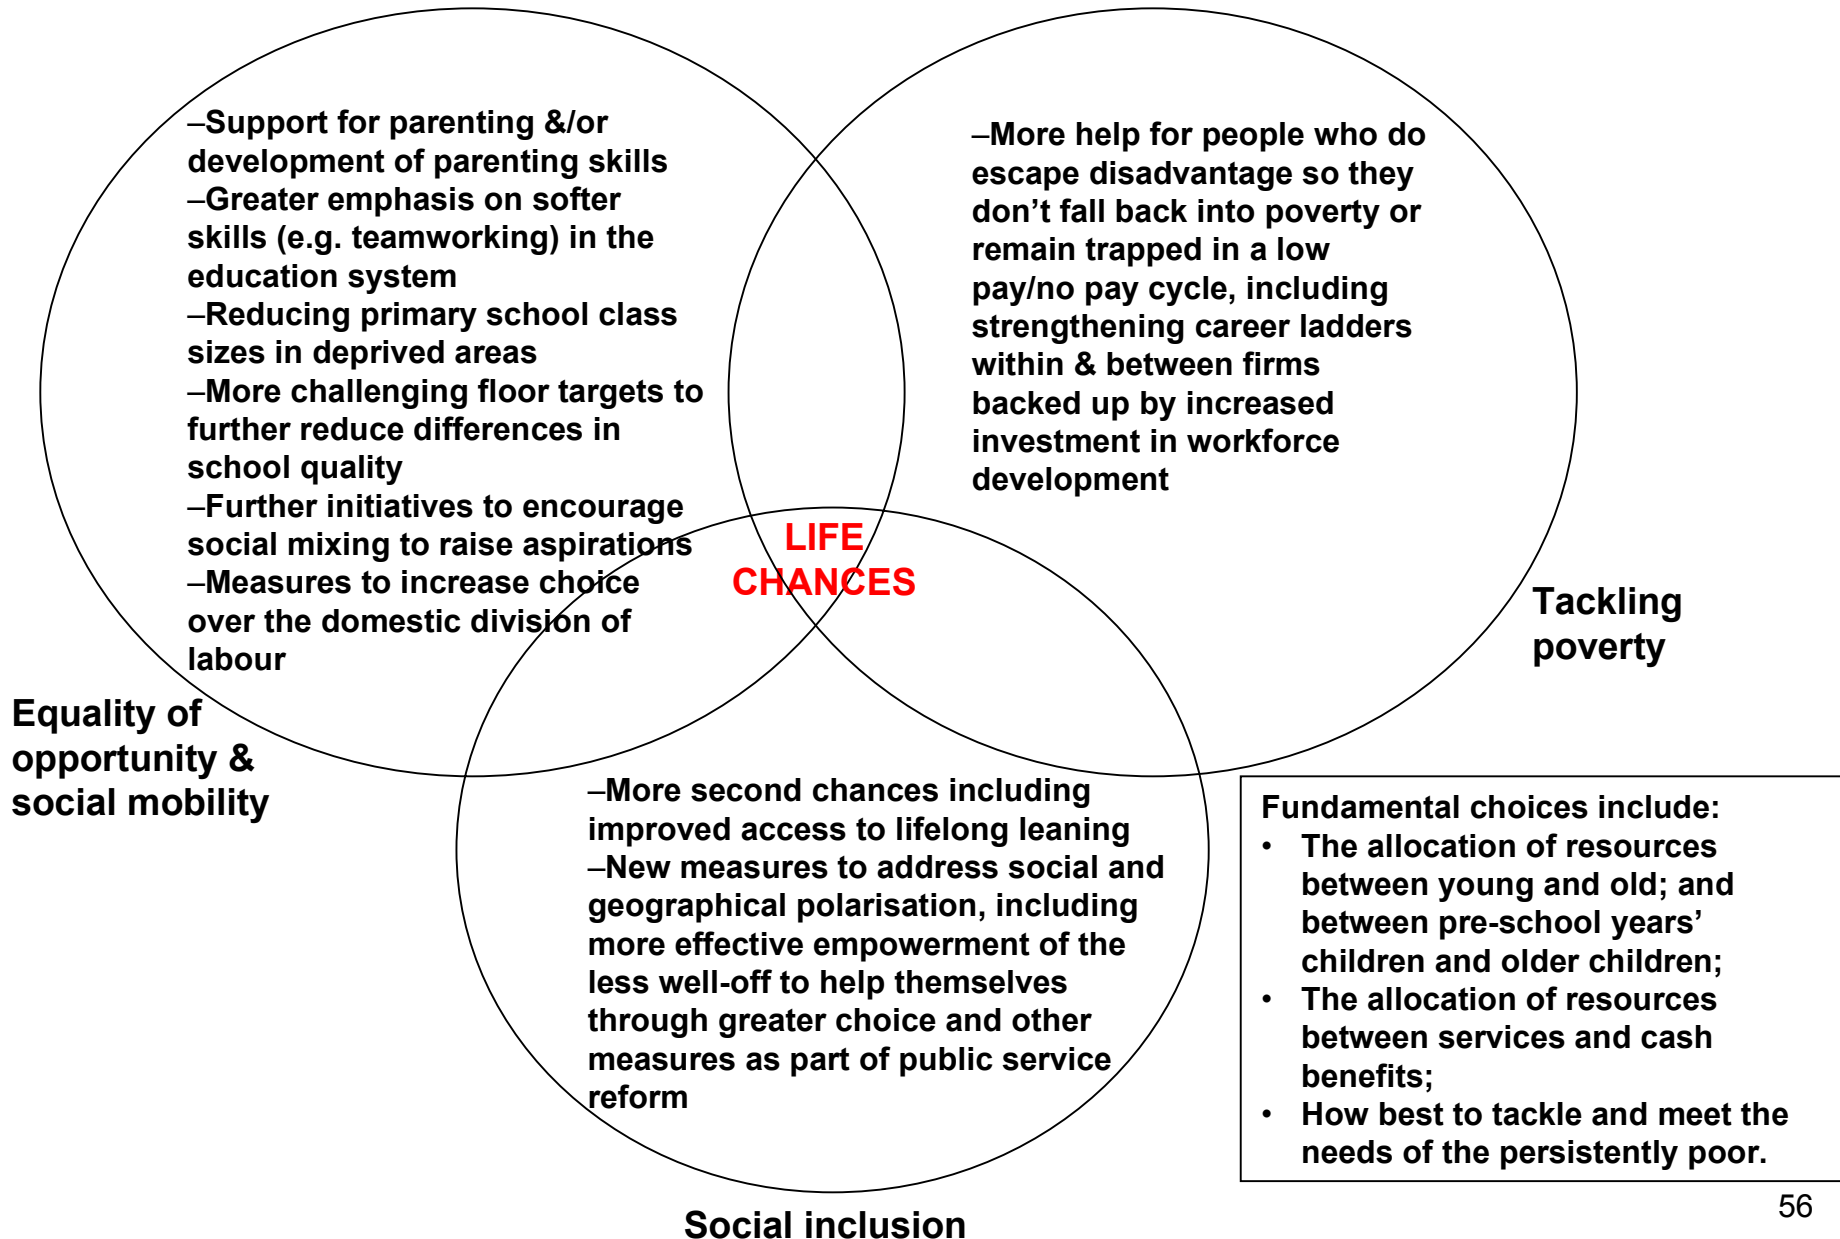 –Support for parenting &/or
development of parenting skills
–Greater emphasis on softer
skills (e.g. teamworking) in the
education system
–Reducing primary school class
sizes in deprived areas
–More challenging floor targets to
further reduce differences in
school quality
–Further initiatives to encourage
social mixing to raise aspirations
–Measures to increase choice
over the domestic division of
labour
Equality of
opportunity &
social mobility
–More help for people who do
escape disadvantage so they
don’t fall back into poverty or
remain trapped in a low
pay/no pay cycle, including
strengthening career ladders
within & between firms
backed up by increased
investment in workforce
development
Tackling
poverty
LIFE
CHANCES
–More second chances including
improved access to lifelong leaning
–New measures to address social and
geographical polarisation, including
more effective empowerment of the
less well-off to help themselves
through greater choice and other
measures as part of public service
reform
Social inclusion
Fundamental choices include:
• The allocation of resources
between young and old; and
between pre-school years’
children and older children;
• The allocation of resources
between services and cash
benefits;
• How best to tackle and meet the
needs of the persistently poor.
56